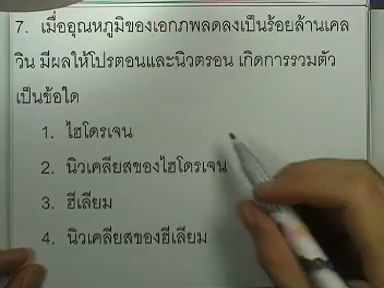 7. เมื่ออุณหภูมิของเอกภพลดลงเป็นร้อยล้านเคล
วิน มีผลให้โปรตอนและนิวตรอน เกิดการรวมตัว
เป็นข้อใด
1. ไฮโดรเจน
2. นิวเคลียสของไฮโดรเจน
3. ฮีเลียม
4. นิวเคลียสของฮีเลียม